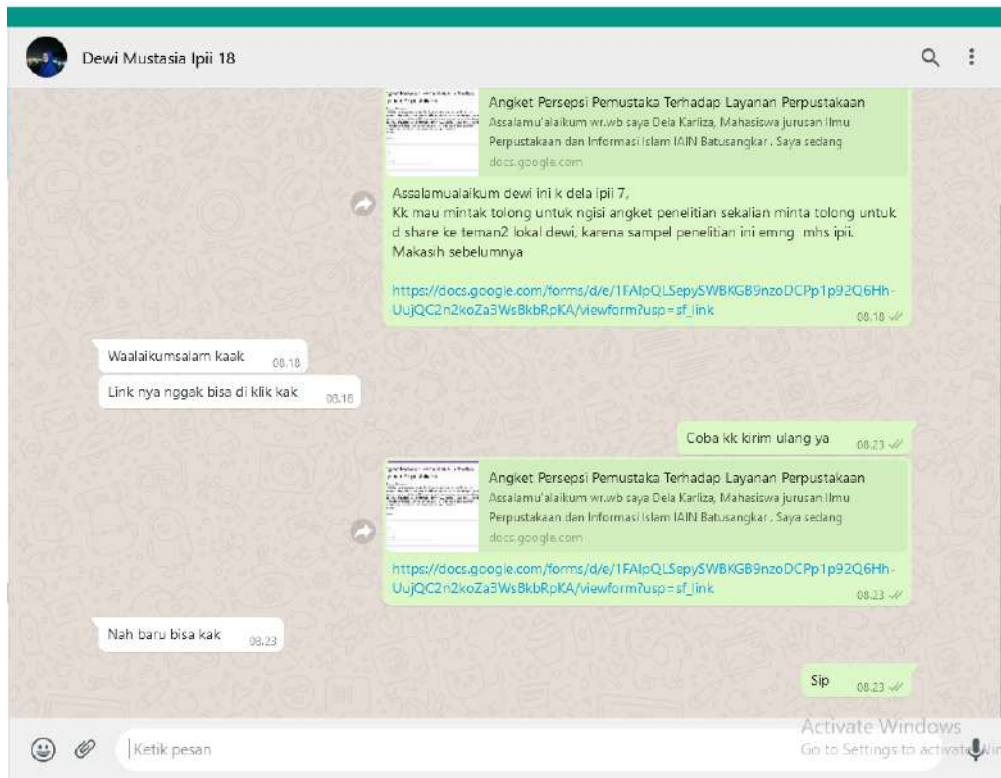 Dewi Mustasia Ipii 18
Angket Persepsi Pemustaka Terhadap Layanan Perpustakaan
Assalamu'alaikum wr.wb saya Dela Karliza, Mahasiswa jurusan Ilmu
Perpustakaan dan Informasi Islam IAIN Batusangkar . Saya sedang
docs.google.com
Assalamualaikum dewi ini k dela ipii 7,
Kk mau mintak tolong untuk ngisi angket penelitian sekalian minta tolong untuk
d share ke teman2 lokal dewi, karena sampel penelitian ini emng mhs ipii.
Makasih sebelumnya
https://docs.google.com/forms/d/e/1FAIpQLSepySWBKGB9nzoDCPp1p92Q6Hh-
UujQC2n2koZa3WsBkbRpKA/viewform?usp=sf_link
08.18
Waalaikumsalam kaak 08.18
Link nya nggak bisa di klik kak 08.18
Coba kk kirim ulang ya 08.23
Angket Persepsi Pemustaka Terhadap Layanan Perpustakaan
Assalamu'alaikum wr.wb saya Dela Karliza, Mahasiswa jurusan Ilmu
Perpustakaan dan Informasi Islam IAIN Batusangkar . Saya sedang
docs.google.com
https://docs.google.com/forms/d/e/1FAIpQLSepySWBKGB9nzoDCPp1p92Q6Hh-
UujQC2n2koZa3WsBkbRpKA/viewform?usp=sf_link
08.23
Nah baru bisa kak 08.23
Sip 08.23
Activate Windows
Go to Settings to activate Win
Ketik pesan